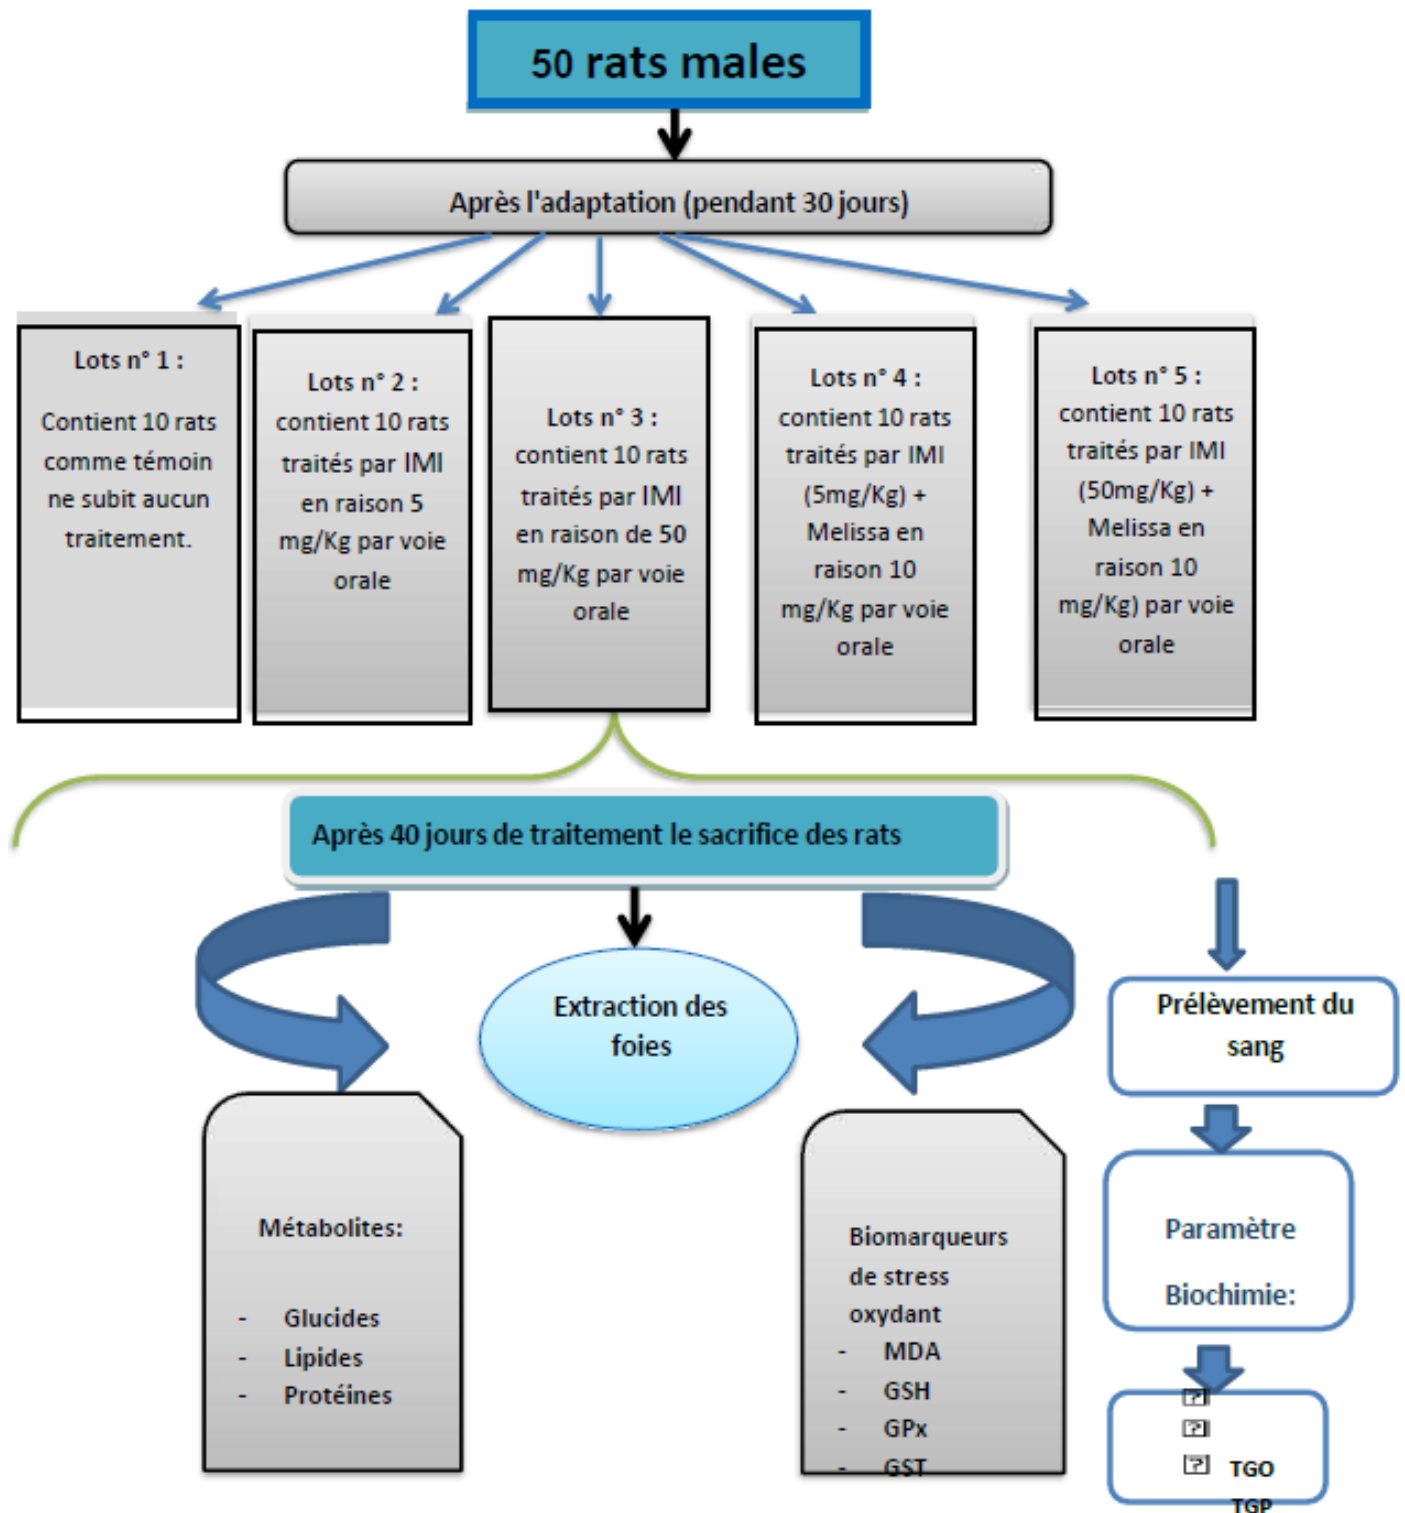 50 rats males
Après l'adaptation (pendant 30 jours)
Lots n° 1 :
Contient 10 rats
comme témoin
ne subit aucun
traitement.
Lots n° 2 :
contient 10 rats
traités par IMI
en raison 5
mg/Kg par voie
orale
Lots n° 3 :
contient 10 rats
traités par IMI
en raison de 50
mg/Kg par voie
orale
Lots n° 4 :
contient 10 rats
traités par IMI
(5mg/Kg) +
Melissa en
raison 10
mg/Kg par voie
orale
Lots n° 5 :
contient 10 rats
traités par IMI
(50mg/Kg) +
Melissa en
raison 10
mg/Kg) par voie
orale
Après 40 jours de traitement le sacrifice des rats
Extraction des
foies
Prélèvement du
sang
Métabolites:
- Glucides
- Lipides
- Protéines
Biomarqueurs
de stress
oxydant
- MDA
- GSH
- GPx
- GST
Paramètre
Biochimie:
TGO
TGP